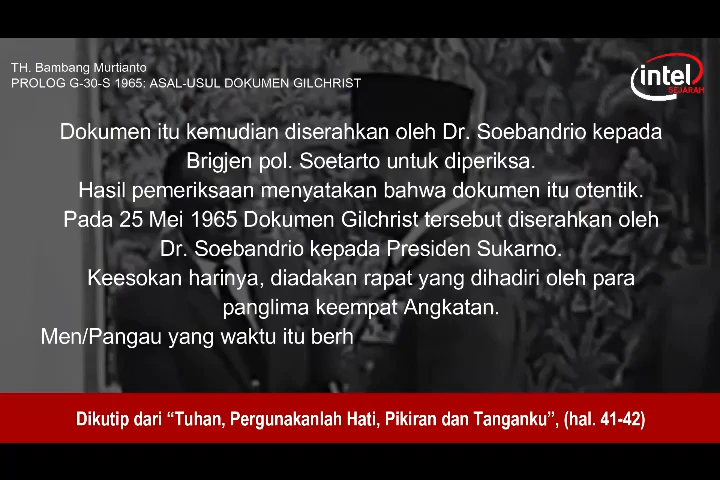 TH. Bambang Murtianto
PROLOG G-30-S 1965: ASAL-USUL DOKUMEN GILCHRIST
intel
SEJARAH
Dokumen itu kemudian diserahkan oleh Dr. Soebandrio kepada
Brigjen pol. Soetarto untuk diperiksa.
Hasil pemeriksaan menyatakan bahwa dokumen itu otentik.
Pada 25 Mei 1965 Dokumen Gilchrist tersebut diserahkan oleh
Dr. Soebandrio kepada Presiden Sukarno.
Keesokan harinya, diadakan rapat yang dihadiri oleh para
panglima keempat Angkatan.
Men/Pangau yang waktu itu berh
Dikutip dari “Tuhan, Pergunakanlah Hati, Pikiran dan Tanganku”, (hal. 41-42)